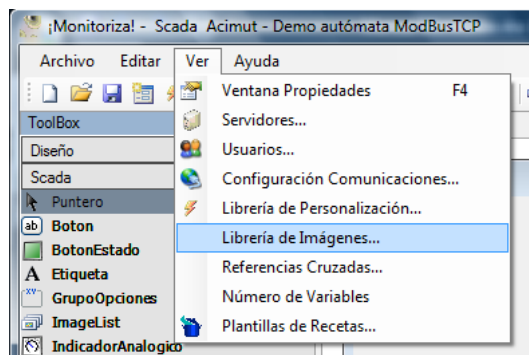 ¡Monitoriza! - Scada Acimut - Demo autómata ModBusTCP
Archivo Editar Ver Ayuda
Ventana Propiedades F4
ToolBox
Servidores...
Diseño
Usuarios...
Scada
Configuración Comunicaciones...
Puntero
Librería de Personalización...
Boton
BotonEstado
Librería de Imágenes...
Etiqueta
Referencias Cruzadas...
GrupoOpciones
Número de Variables
ImageList
Plantillas de Recetas...
IndicadorAnalogico